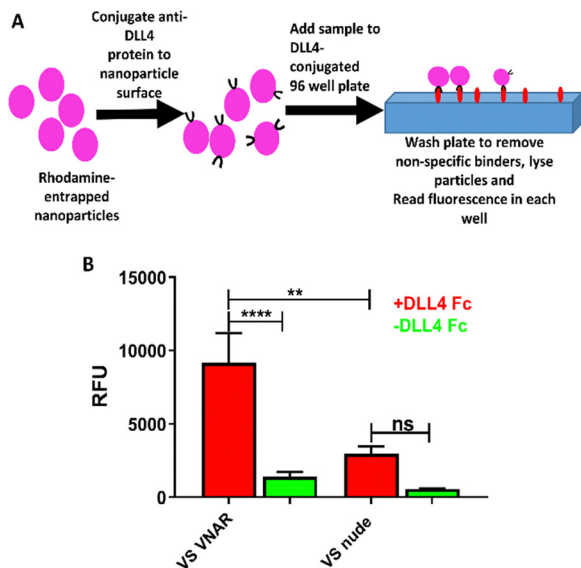 A
Conjugate anti-
DLL4
protein to
nanoparticle
surface
Add sample to
DLL4-
conjugated
96 well plate
Rhodamine-
entrapped
nanoparticles
Wash plate to remove
non-specific binders, lyse
particles and
Read fluorescence in each
well
B
15000
10000
5000
0
RFU
**
****
ns
+DLL4 Fc
-DLL4 Fc
VS VNAR
VS nude